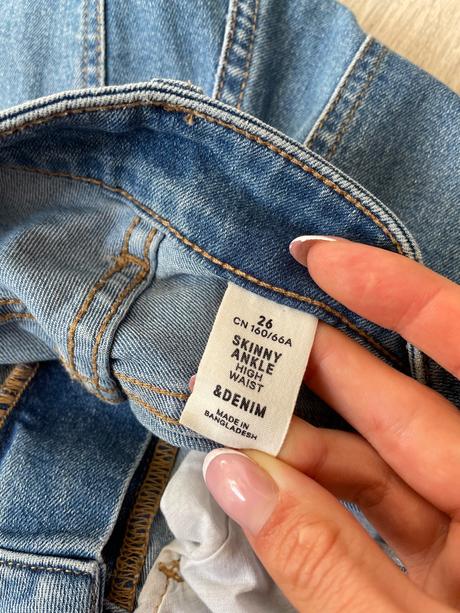 26
CN 160/66A
SKINNY
ANKLE
HIGH
WAIST
&DENIM
MADE IN
BANGLADESH